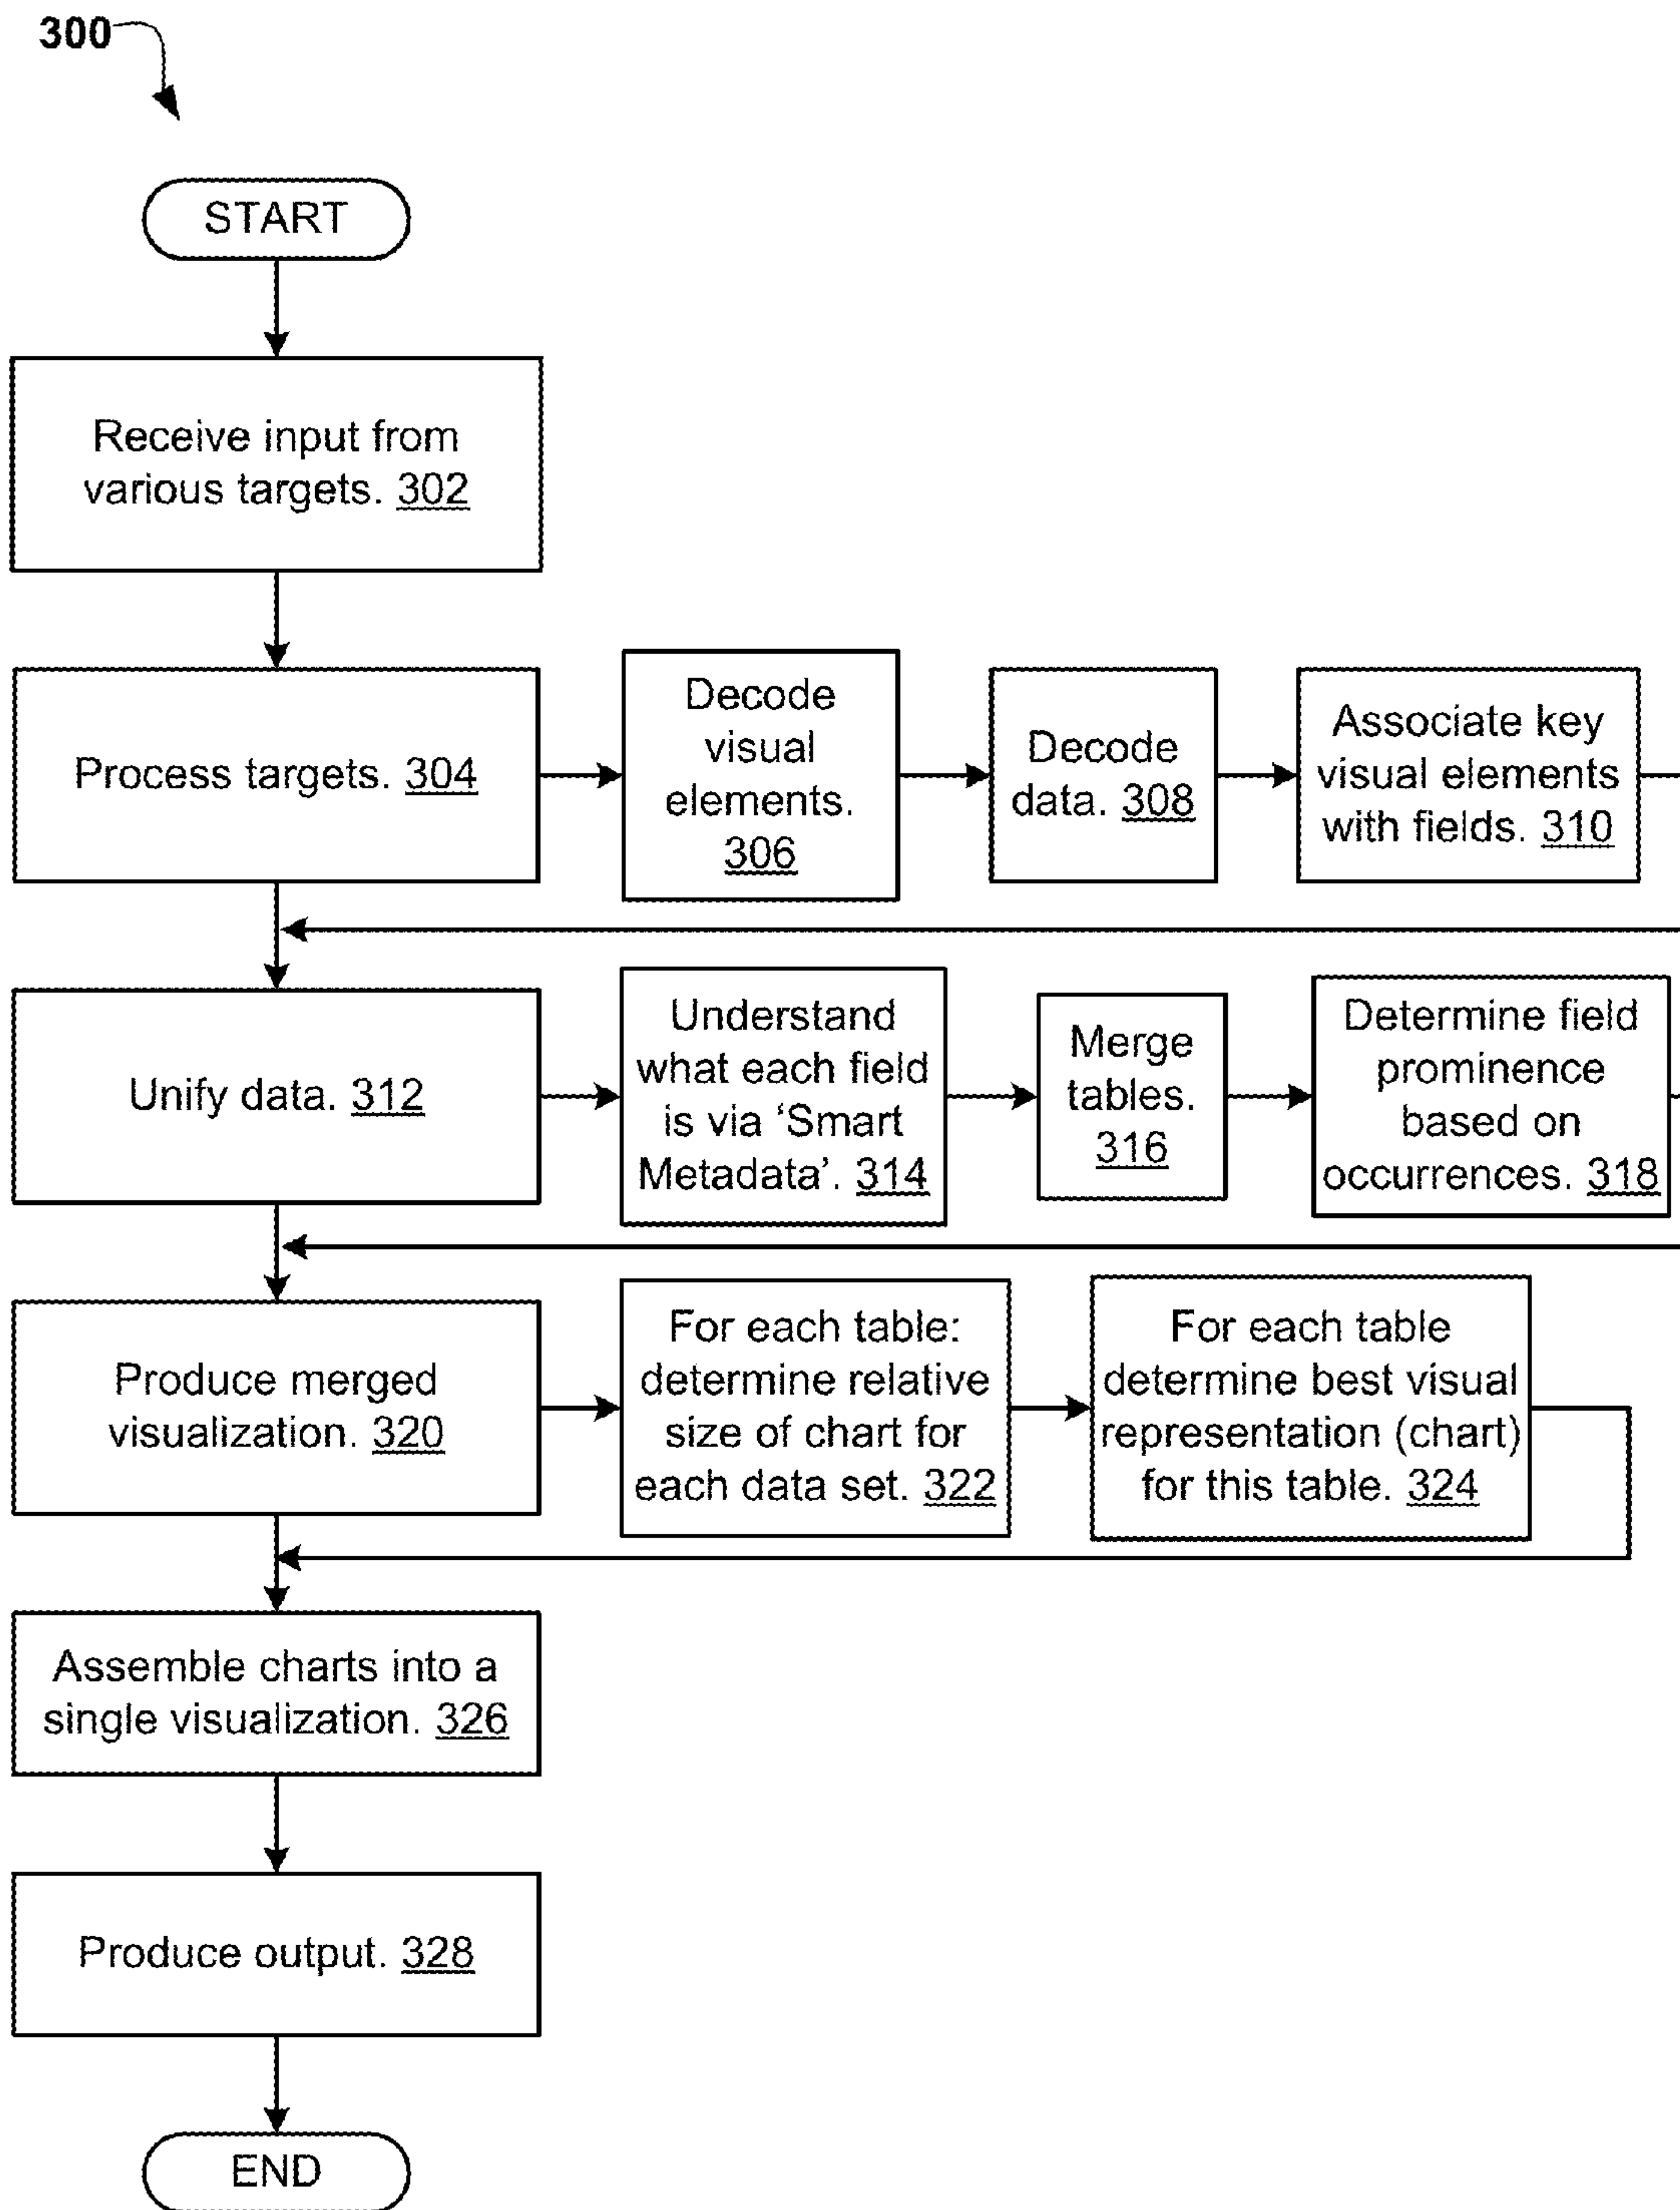 300
START
Receive input from
various targets. 302
Process targets. 304
Decode
visual
elements.
306
Decode
data. 308
Associate key
visual elements
with fields. 310
Unify data. 312
Understand
what each field
is via ‘Smart
Metadata’. 314
Merge
tables.
316
Determine field
prominence
based on
occurrences. 318
Produce merged
visualization. 320
For each table:
determine relative
size of chart for
each data set. 322
For each table
determine best visual
representation (chart)
for this table. 324
Assemble charts into a
single visualization. 326
Produce output. 328
END